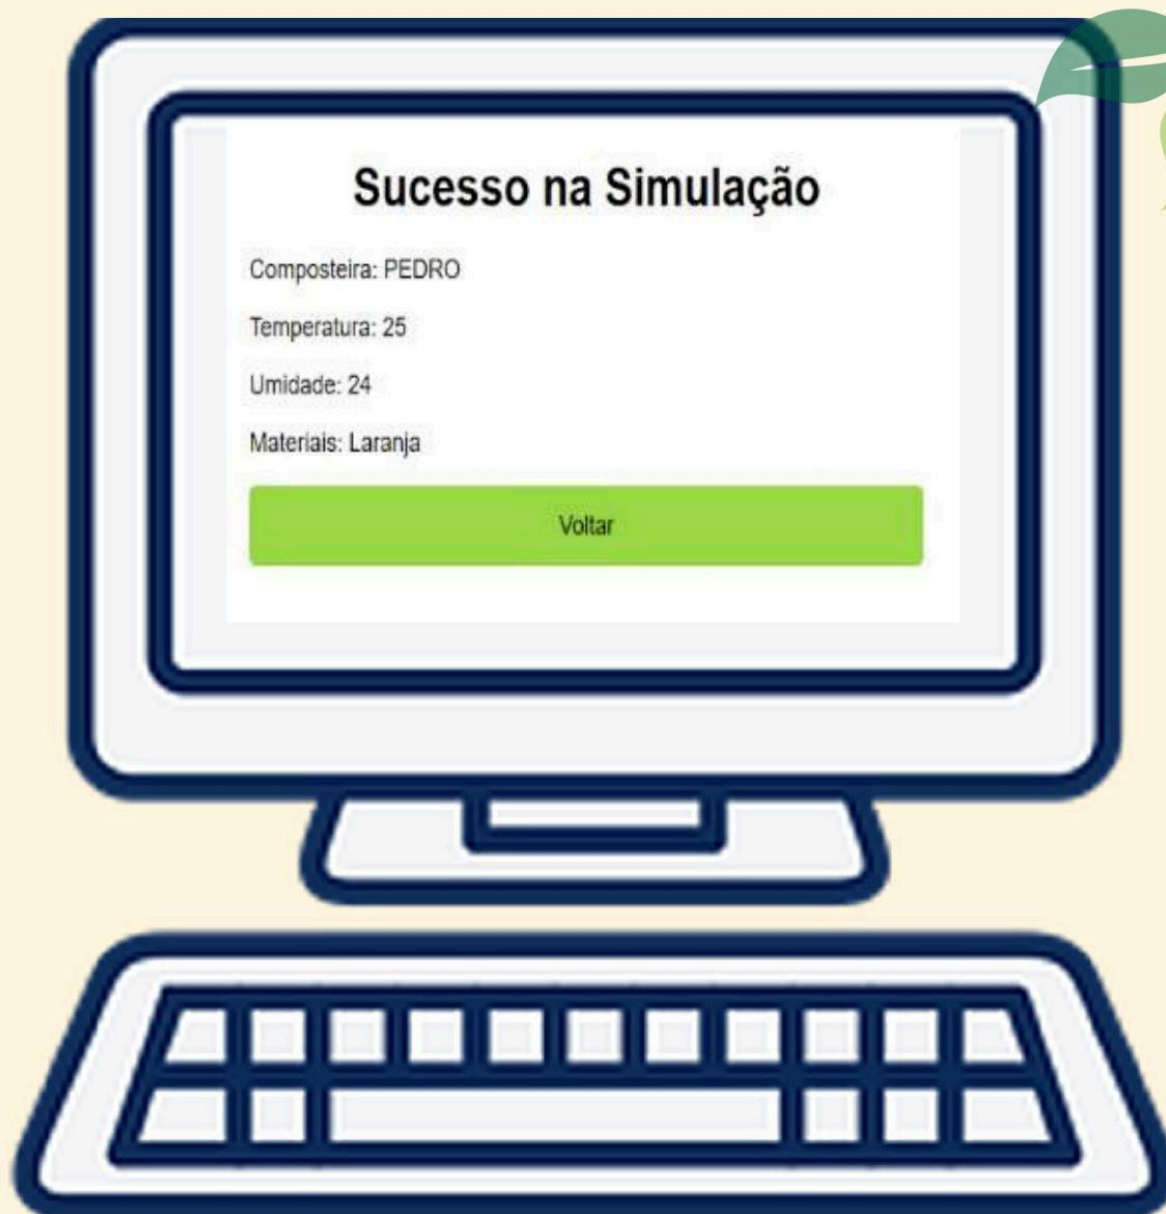 Sucesso na Simulação
Composteira: PEDRO
Temperatura: 25
Umidade: 24
Materiais: Laranja
Voltar